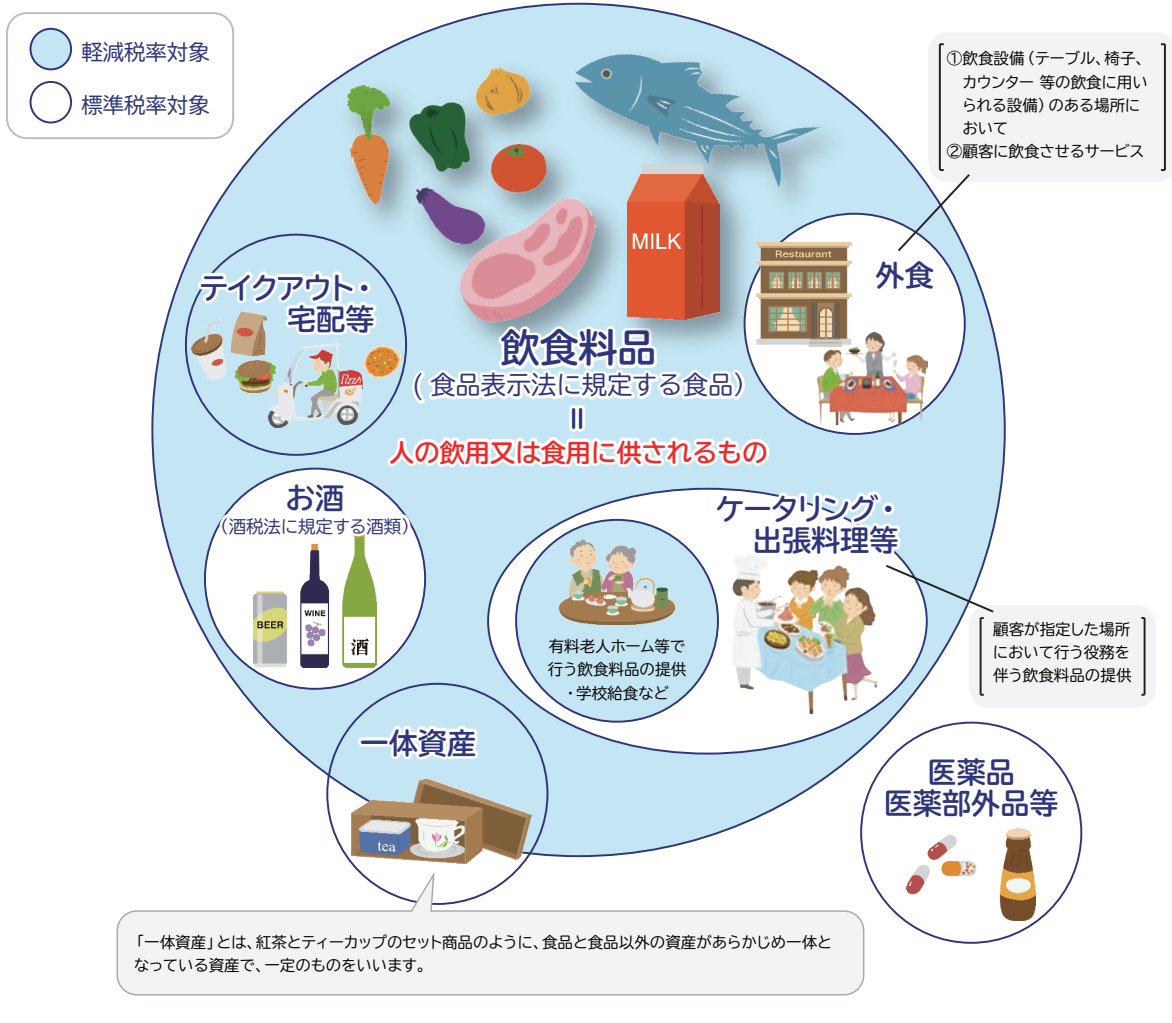 軽減税率対象
標準税率対象
①飲食設備（テーブル、椅子、
カウンター 等の飲食に用い
られる設備）のある場所に
おいて
②顧客に飲食させるサービス
MILK
Restaurant
外食
テイクアウト・
宅配等
PIZZA
飲食料品
（食品表示法に規定する食品）
＝
人の飲用又は食用に供されるもの
お酒
（酒税法に規定する酒類）
BEER
WINE
酒
ケータリング・
出張料理等
有料老人ホーム等で
行う飲食料品の提供
・学校給食など
顧客が指定した場所
において行う役務を
伴う飲食料品の提供
一体資産
tea
医薬品
医薬部外品等
「一体資産」とは、紅茶とティーカップのセット商品のように、食品と食品以外の資産があらかじめ一体と
なっている資産で、一定のものをいいます。